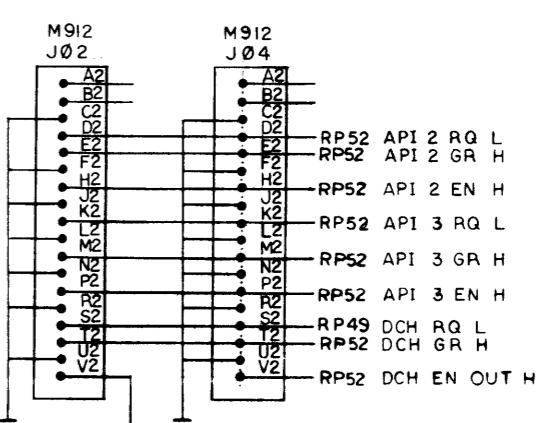 M912 M912
JØ2 JØ4
A2 A2
B2 B2
C2 C2
D2 D2
E2 E2 RP52 API 2 RQ L
F2 F2 RP52 API 2 GR H
H2 H2 RP52 API 2 EN H
J2 J2
K2 K2 RP52 API 3 RQ L
L2 L2
M2 M2 RP52 API 3 GR H
N2 N2
P2 P2 RP52 API 3 EN H
R2 R2
S2 S2 RP49 DCH RQ L
T2 T2 RP52 DCH GR H
U2 U2
V2 V2 RP52 DCH EN OUT H